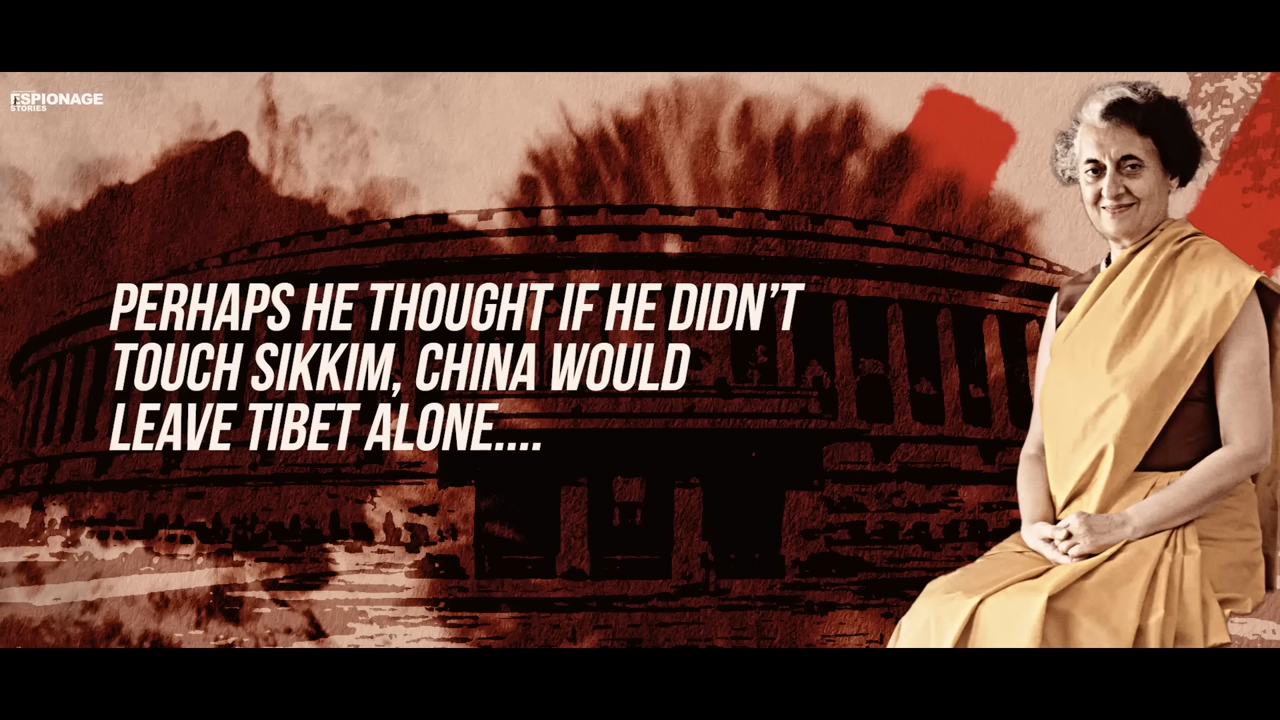 ESPIONAGE
STORIES
PERHAPS HE THOUGHT IF HE DIDN'T
TOUCH SIKKIM, CHINA WOULD
LEAVE TIBET ALONE....